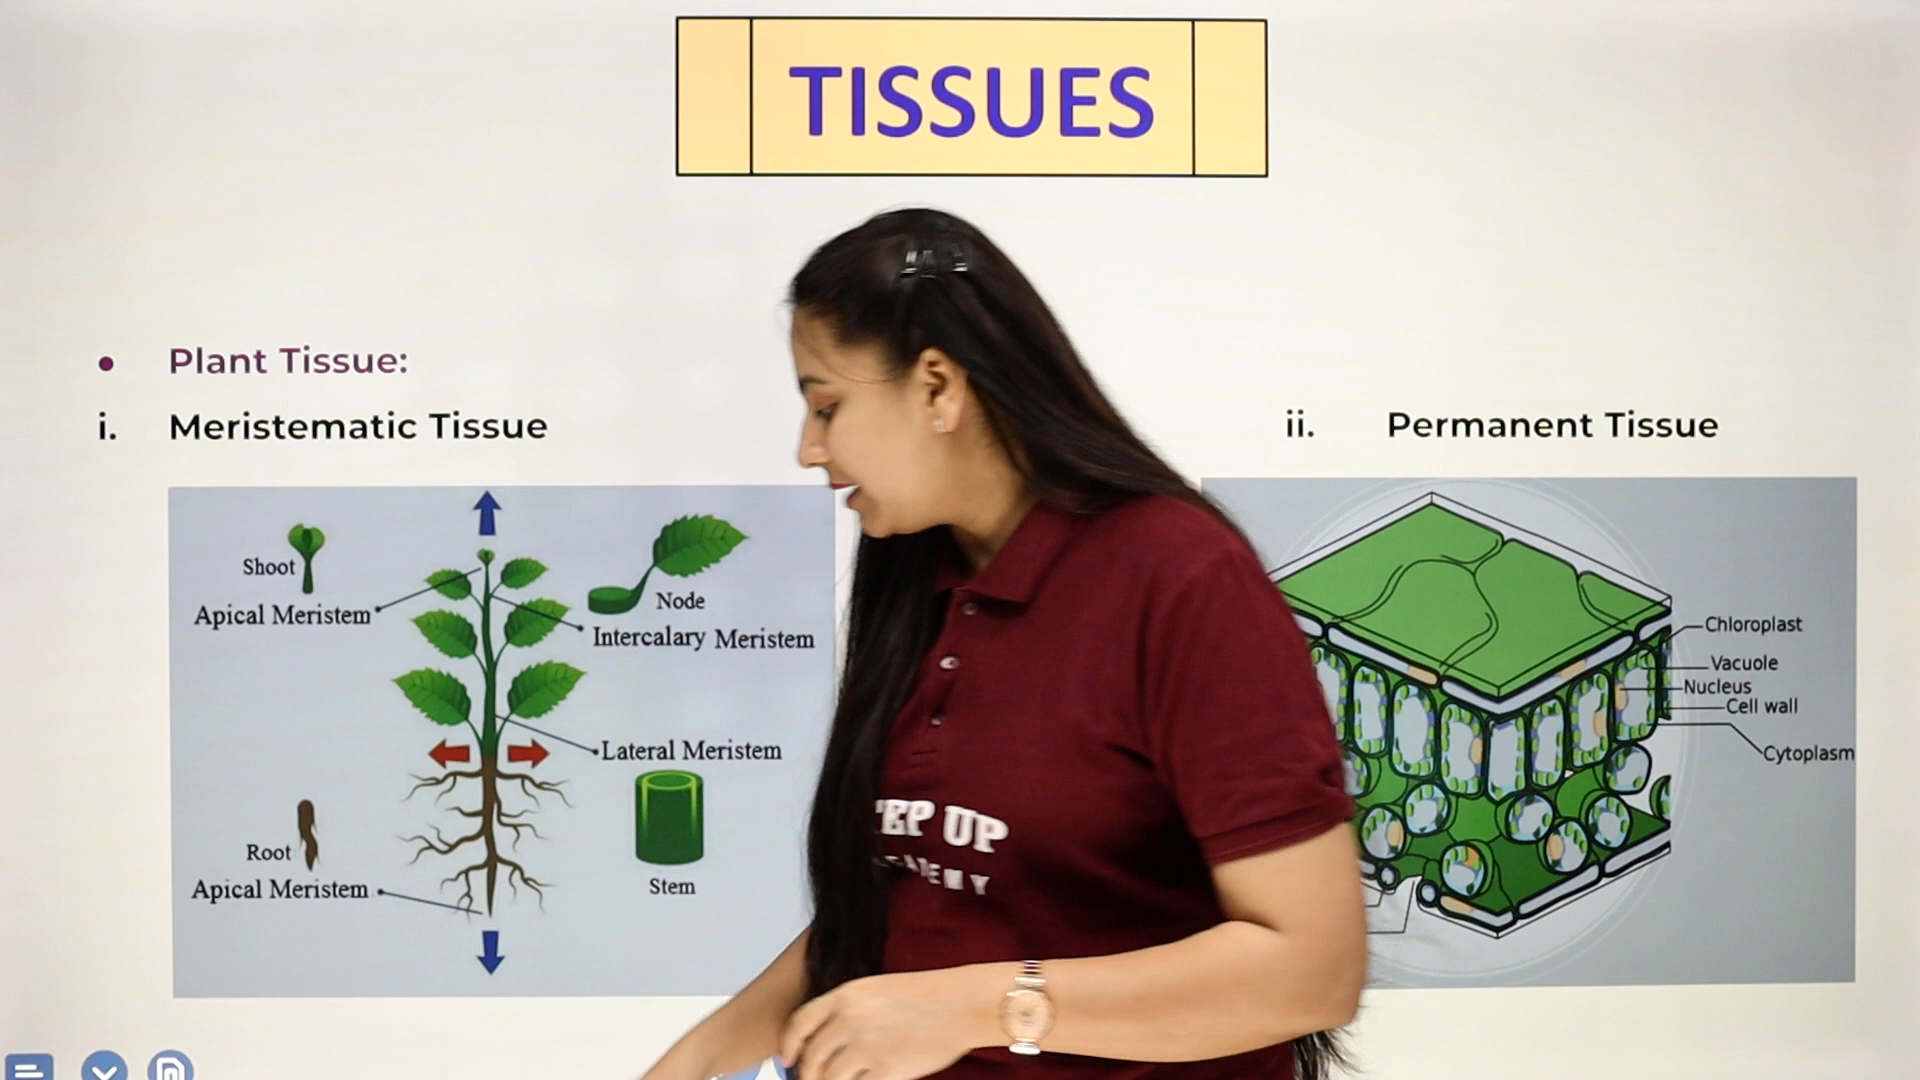 TISSUES
Plant Tissue:
i. Meristematic Tissue
ii. Permanent Tissue
Shoot
Apical Meristem
Node
Intercalary Meristem
Lateral Meristem
Root
Apical Meristem
Stem
Chloroplast
Vacuole
Nucleus
Cell wall
Cytoplasm
UP